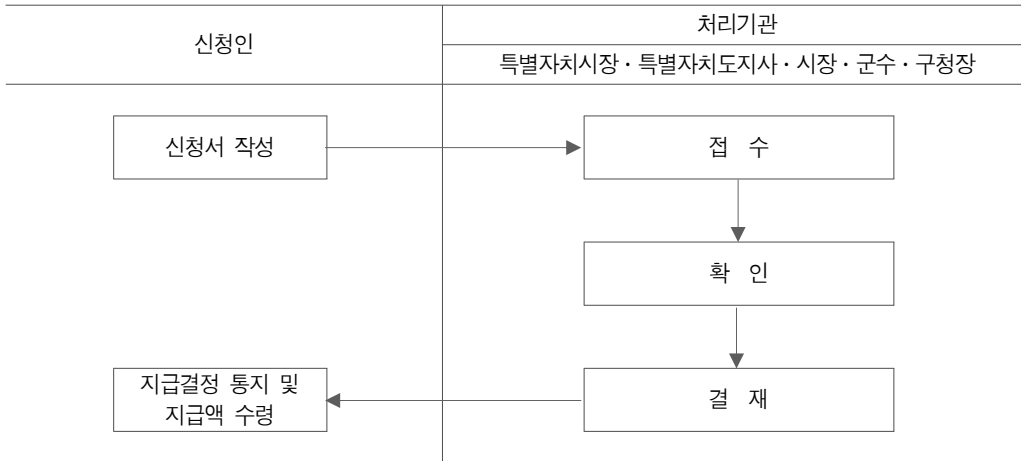 신청인
처리기관
특별자치시장·특별자치도지사·시장·군수·구청장
신청서 작성
접 수
확 인
지급결정 통지 및
지급액 수령
결 재